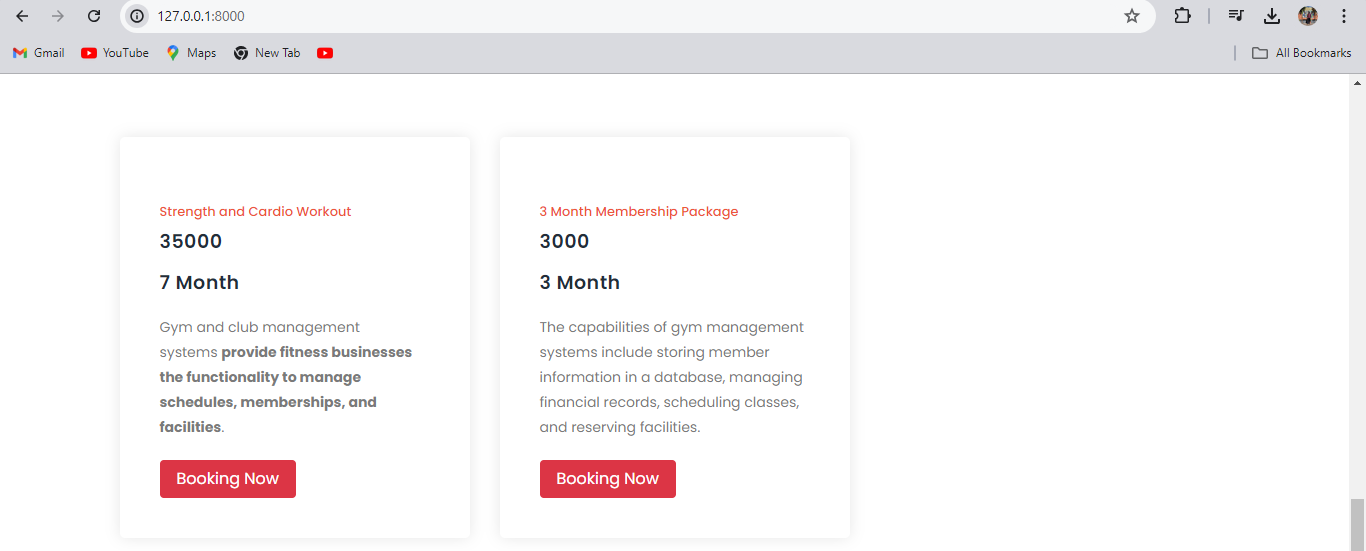 127.0.0.1:8000
Gmail
YouTube
Maps
New Tab
All Bookmarks
Strength and Cardio Workout
35000
7 Month
Gym and club management
systems provide fitness businesses
the functionality to manage
schedules, memberships, and
facilities.
Booking Now
3 Month Membership Package
3000
3 Month
The capabilities of gym management
systems include storing member
information in a database, managing
financial records, scheduling classes,
and reserving facilities.
Booking Now